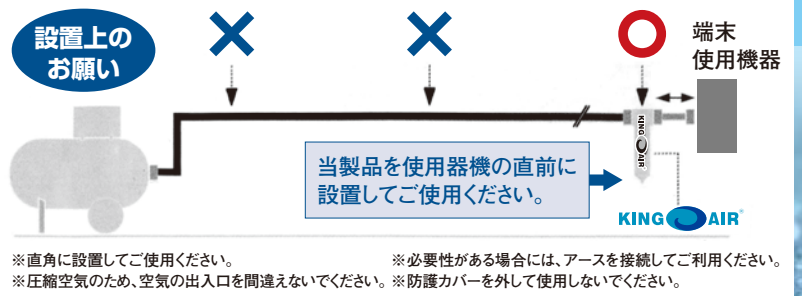 設置上の
お願い
端末
使用機器
KING AIR
当製品を使用器機の直前に
設置してご使用ください。
KING AIR
※直角に設置してご使用ください。
※必要性がある場合には、アースを接続してご利用ください。
※圧縮空気のため、空気の出入口を間違えないでください。
※防護カバーを外して使用しないでください。